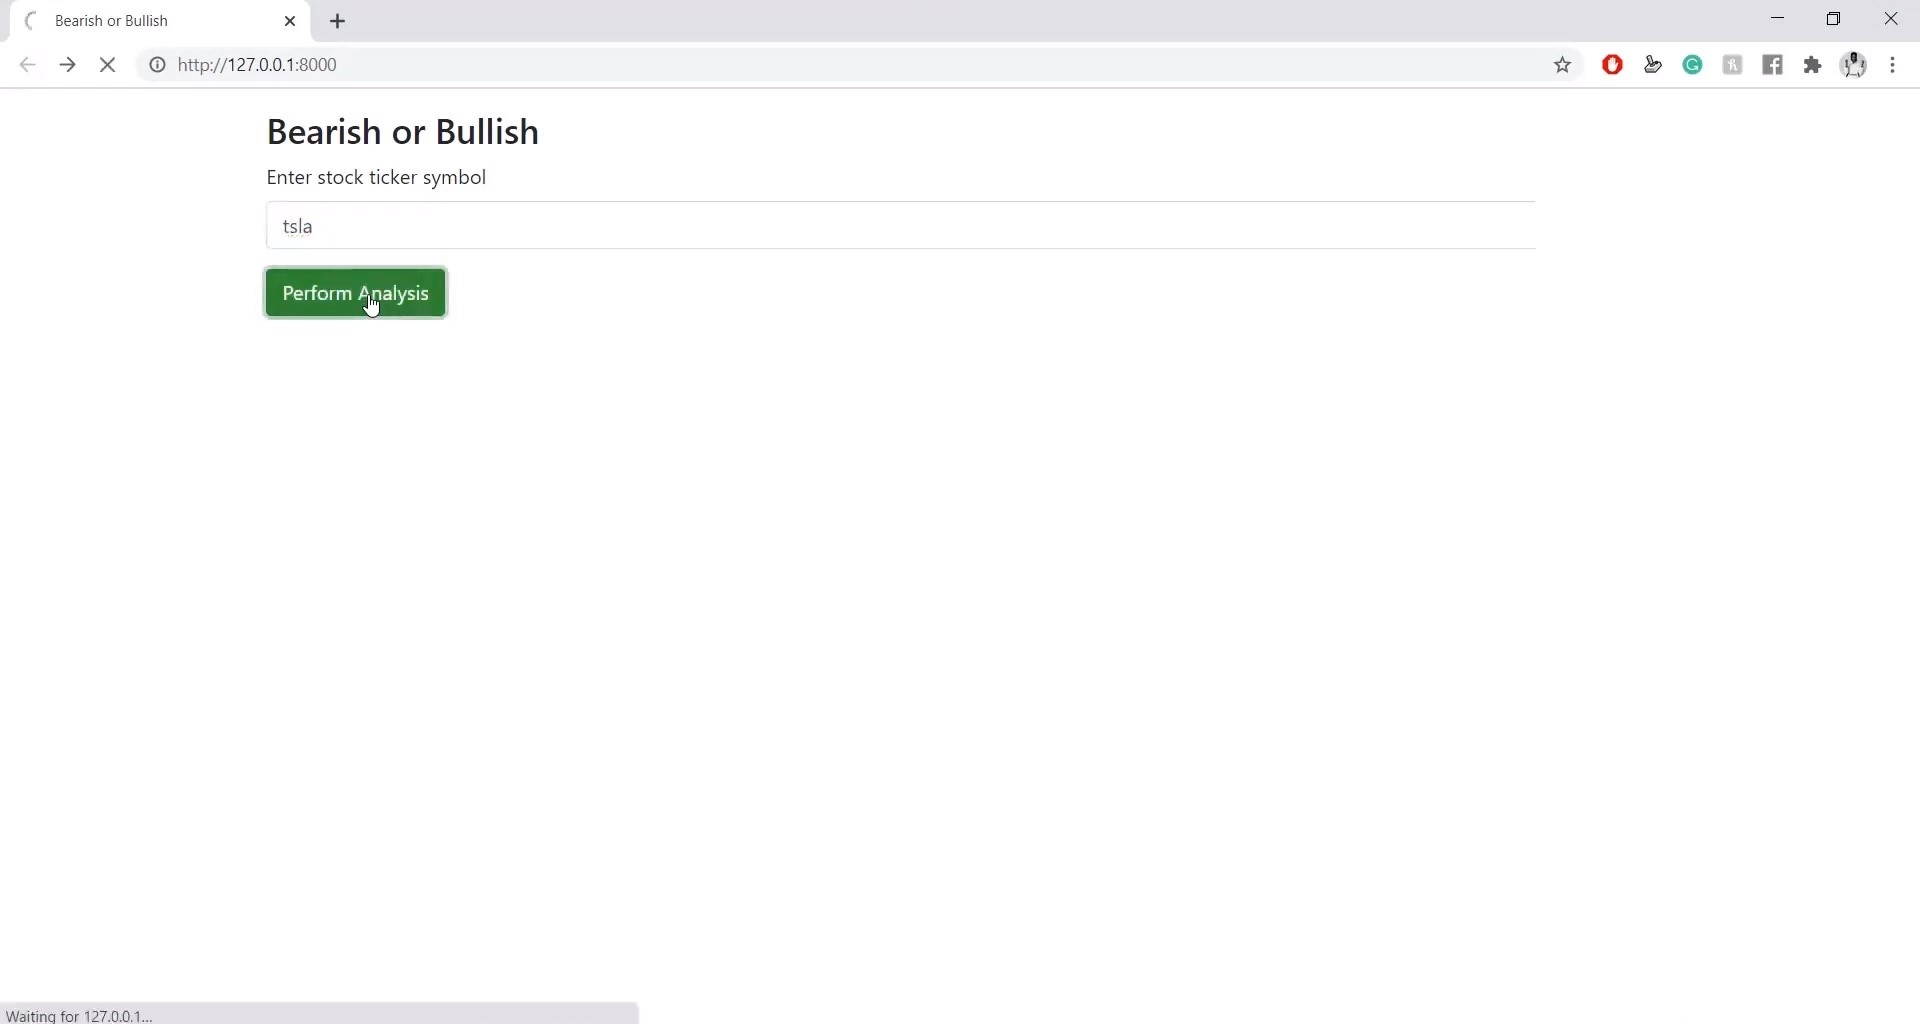 Bearish or Bullish
http://127.0.0.1:8000
Bearish or Bullish
Enter stock ticker symbol
tsla
Perform Analysis
Waiting for 127.0.0.1...